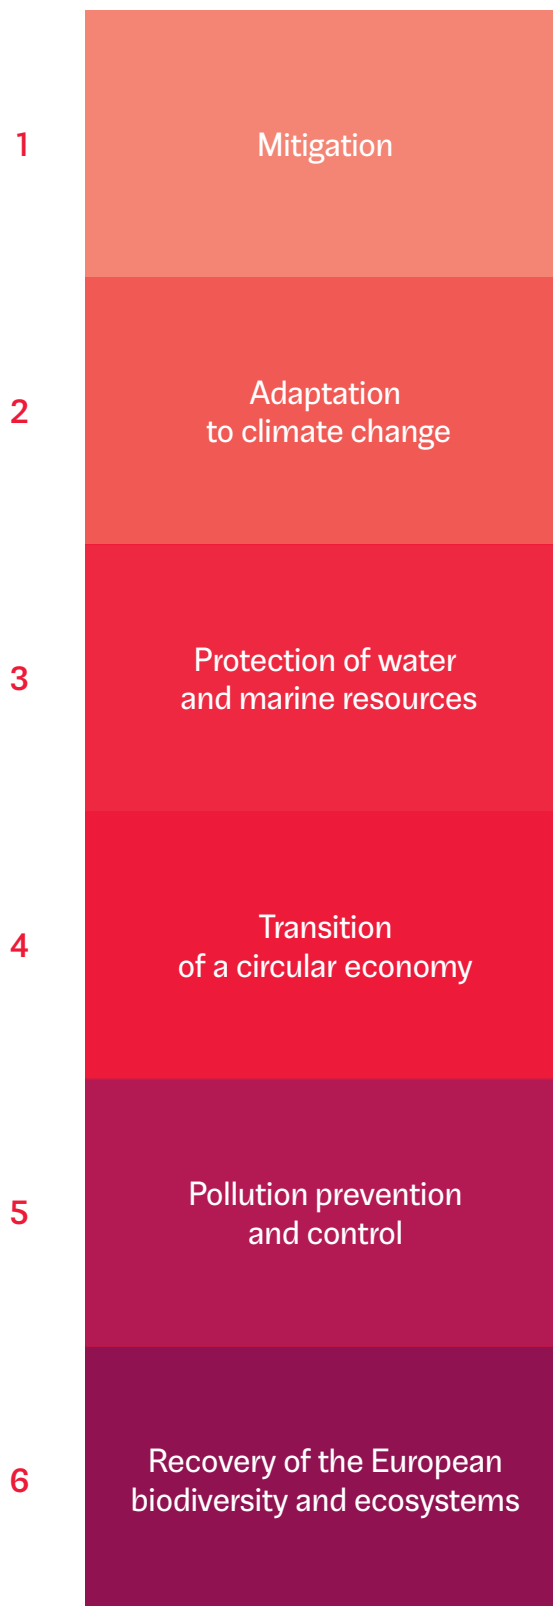 1
Mitigation
2
Adaptation
to climate change
3
Protection of water
and marine resources
4
Transition
of a circular economy
5
Pollution prevention
and control
6
Recovery of the European
biodiversity and ecosystems